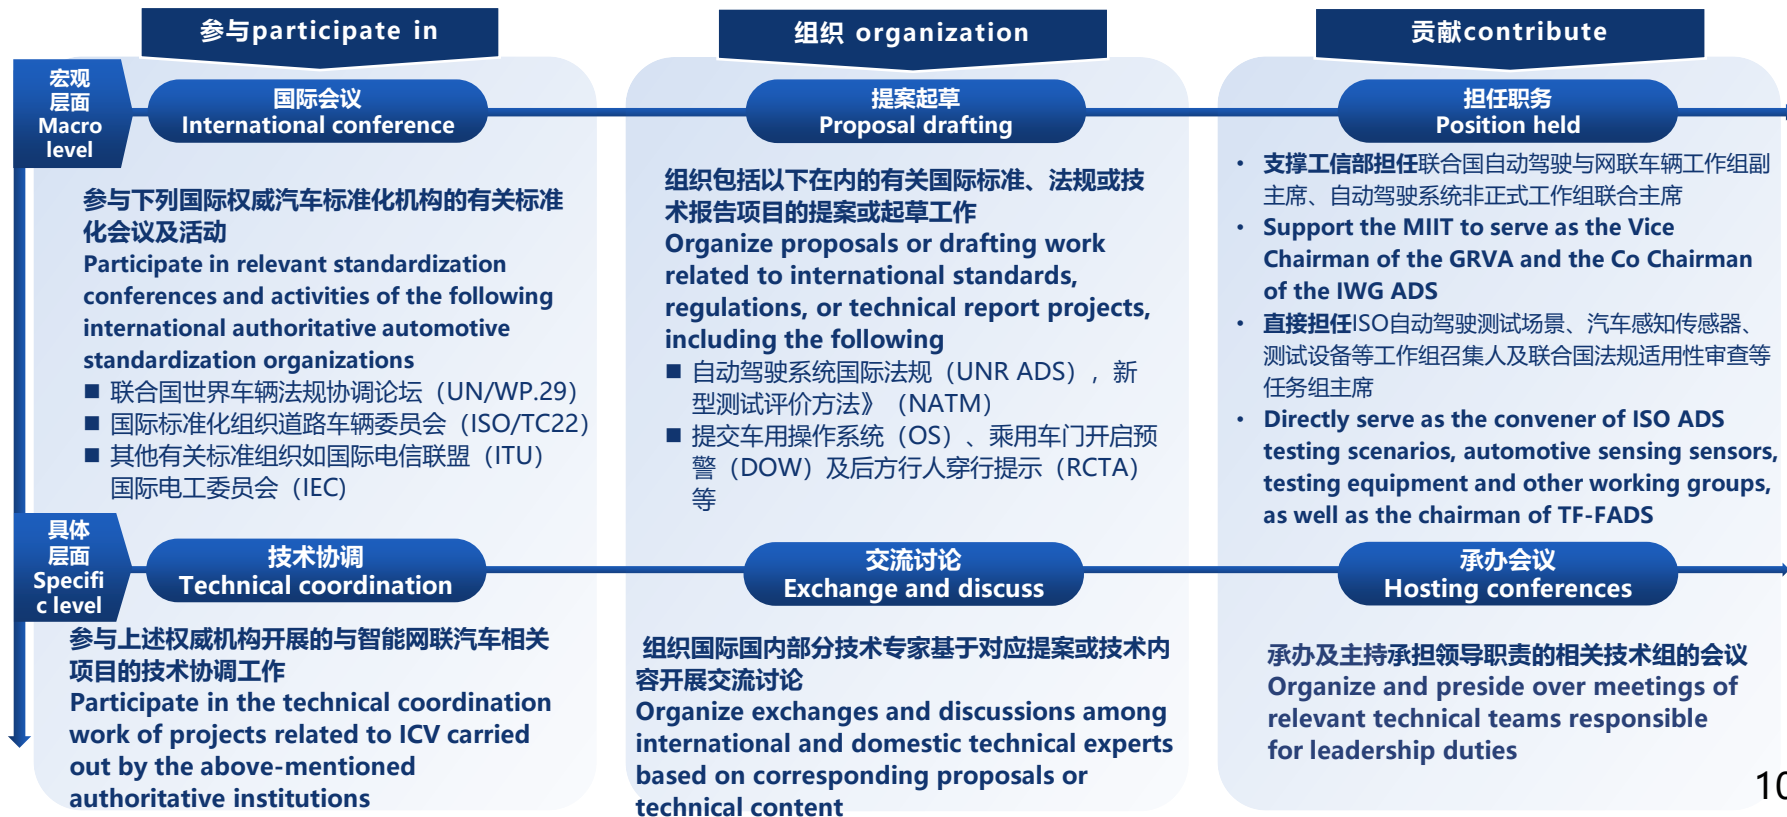 参与participate in
组织 organization
贡献contribute
宏观
层面
Macro
level
国际会议
International conference
提案起草
Proposal drafting
担任职务
Position held
参与下列国际权威汽车标准化机构的有关标准
化会议及活动
Participate in relevant standardization
conferences and activities of the following
international authoritative automotive
standardization organizations
■ 联合国世界车辆法规协调论坛（UN/WP.29）
■ 国际标准化组织道路车辆委员会（ISO/TC22）
■ 其他有关标准组织如国际电信联盟（ITU）
国际电工委员会（IEC)
组织包括以下在内的有关国际标准、法规或技
术报告项目的提案或起草工作
Organize proposals or drafting work
related to international standards,
regulations, or technical report projects,
including the following
■ 自动驾驶系统国际法规（UNR ADS），新
型测试评价方法》（NATM）
■ 提交车用操作系统（OS）、乘用车门开启预
警（DOW）及后方行人穿行提示（RCTA）
等
• 支撑工信部担任联合国自动驾驶与网联车辆工作组副
主席、自动驾驶系统非正式工作组联合主席
• Support the MIIT to serve as the Vice
Chairman of the GRVA and the Co Chairman
of the IWG ADS
• 直接担任ISO自动驾驶测试场景、汽车感知传感器、
测试设备等工作组召集人及联合国法规适用性审查等
任务组主席
• Directly serve as the convener of ISO ADS
testing scenarios, automotive sensing sensors,
testing equipment and other working groups,
as well as the chairman of TF-FADS
具体
层面
Specifi
c level
技术协调
Technical coordination
交流讨论
Exchange and discuss
承办会议
Hosting conferences
参与上述权威机构开展的与智能网联汽车相关
项目的技术协调工作
Participate in the technical coordination
work of projects related to ICV carried
out by the above-mentioned
authoritative institutions
组织国际国内部分技术专家基于对应提案或技术内
容开展交流讨论
Organize exchanges and discussions among
international and domestic technical experts
based on corresponding proposals or
technical content
承办及主持承担领导职责的相关技术组的会议
Organize and preside over meetings of
relevant technical teams responsible
for leadership duties
10